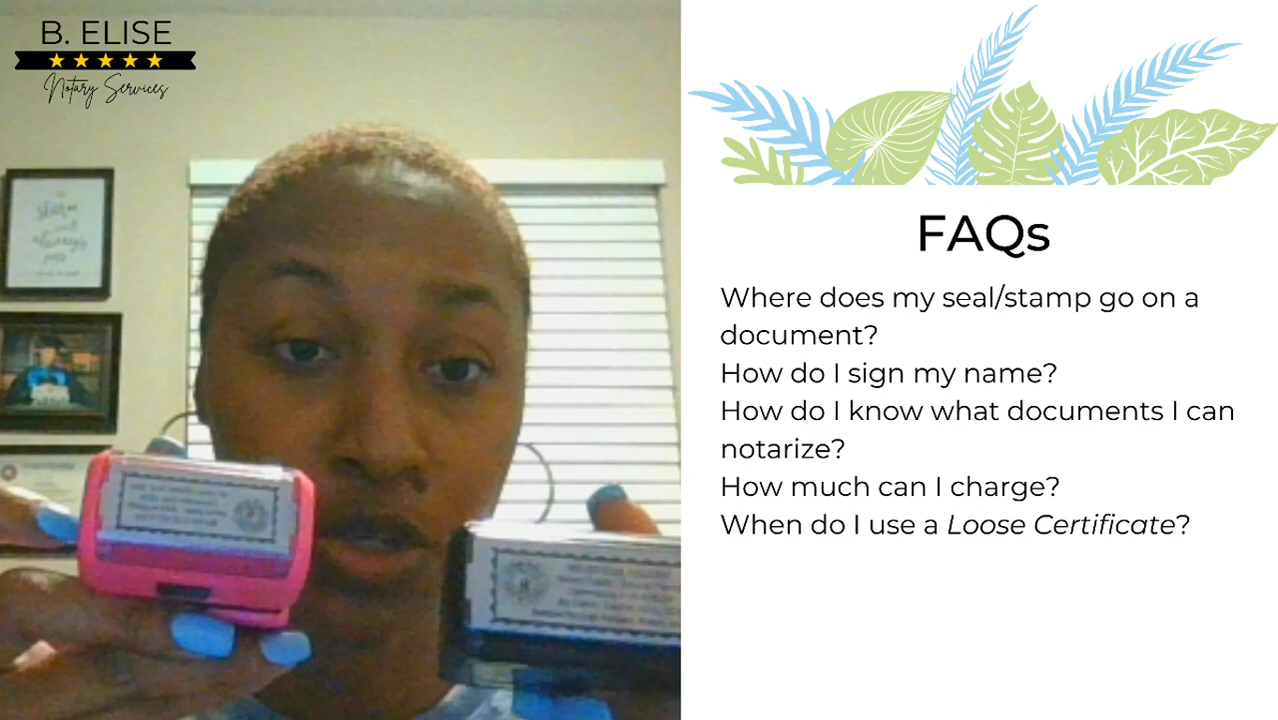 B. ELISE
Notary Services
FAQs
Where does my seal/stamp go on a
document?
How do I sign my name?
How do I know what documents I can
notarize?
How much can I charge?
When do I use a Loose Certificate?